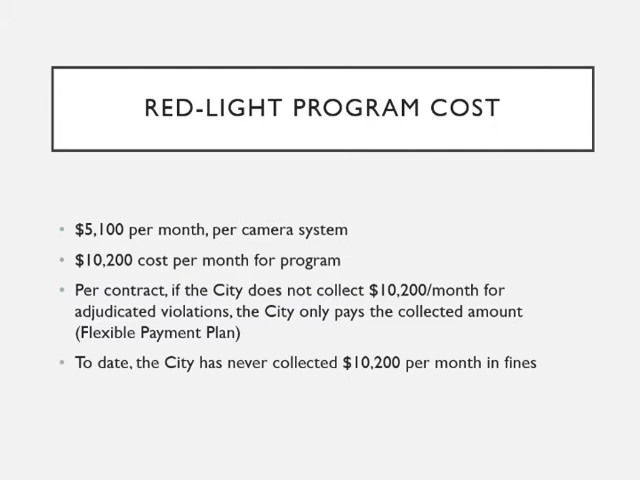 RED-LIGHT PROGRAM COST
• $5,100 per month, per camera system
• $10,200 cost per month for program
• Per contract, if the City does not collect $10,200/month for
adjudicated violations, the City only pays the collected amount
(Flexible Payment Plan)
• To date, the City has never collected $10,200 per month in fines